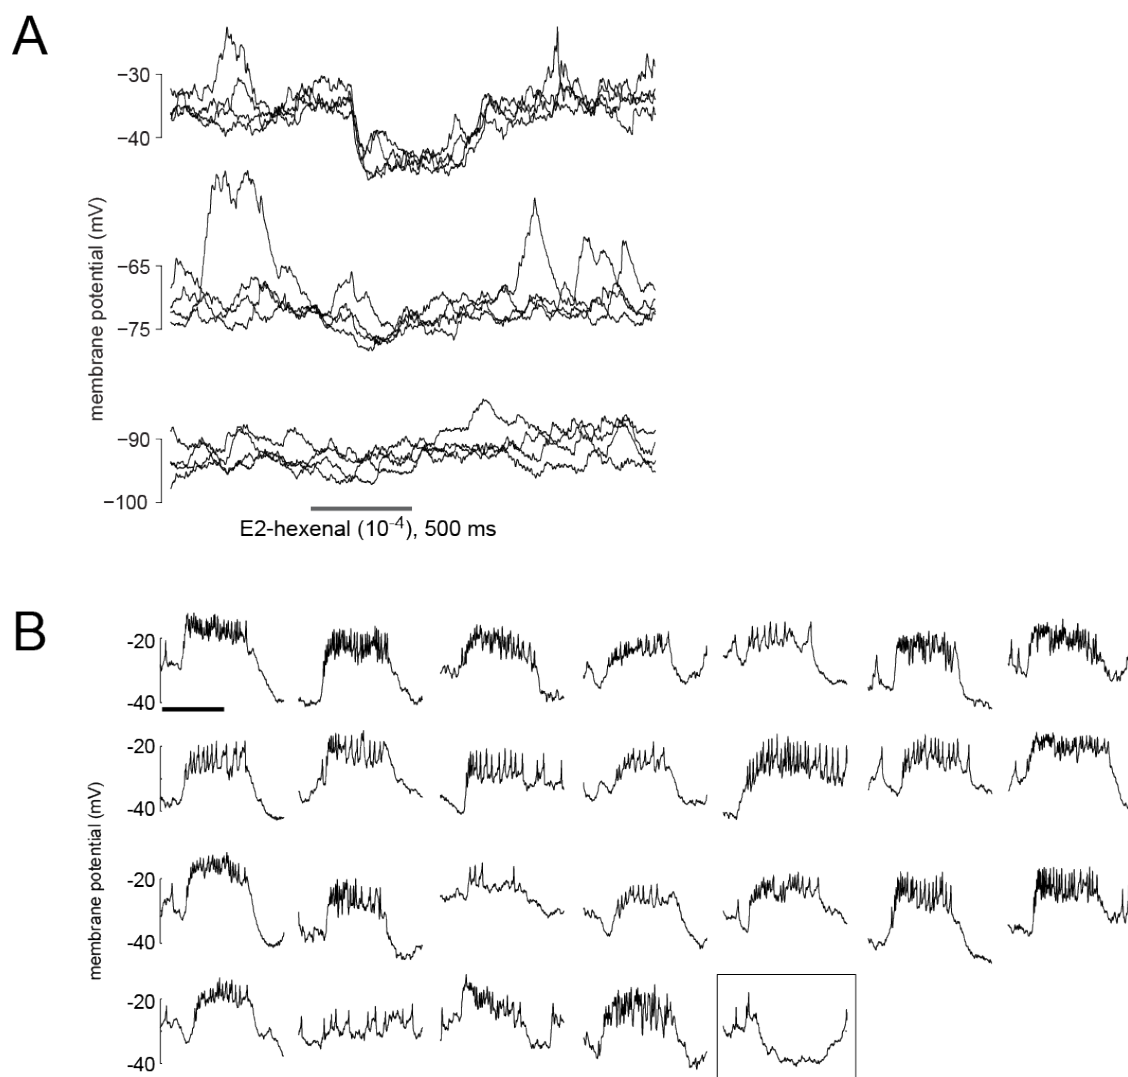 A
−30
−40
membrane potential (mV)
−65
−75
−90
−100
E2-hexenal (10⁻⁴), 500 ms
B
-20
-40
membrane potential (mV)
-20
-40
-20
-40
-20
-40